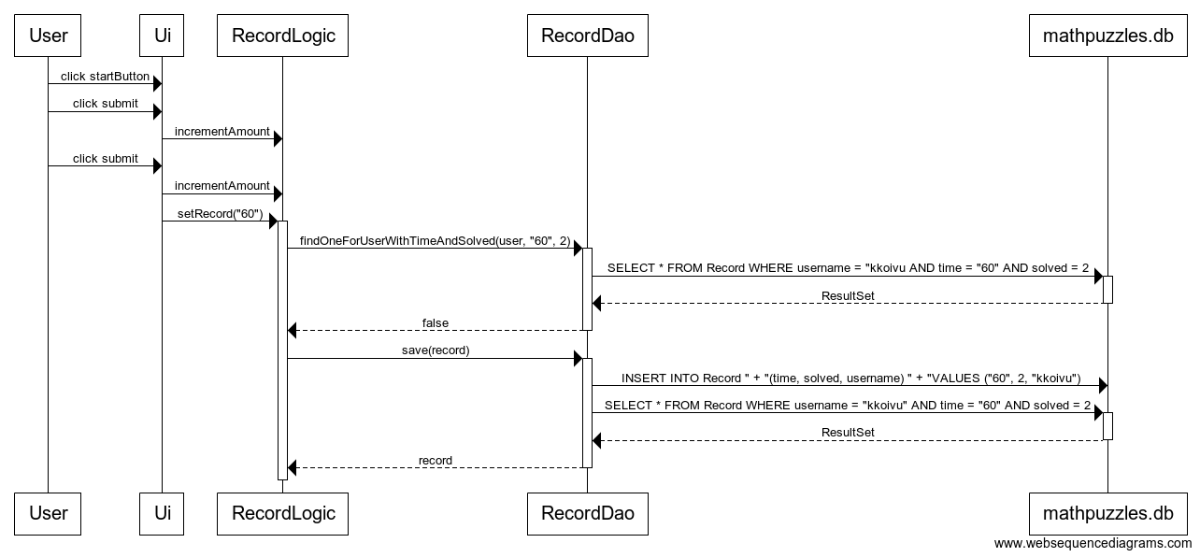 User Ui RecordLogic RecordDao mathpuzzles.db
click startButton
click submit
incrementAmount
click submit
incrementAmount
setRecord("60")
findOneForUserWithTimeAndSolved(user, "60", 2)
SELECT * FROM Record WHERE username = "kkoivu AND time = "60" AND solved = 2
ResultSet
false
save(record)
INSERT INTO Record " + "(time, solved, username) " + "VALUES ("60", 2, "kkoivu")
SELECT * FROM Record WHERE username = "kkoivu" AND time = "60" AND solved = 2
ResultSet
record
User Ui RecordLogic RecordDao mathpuzzles.db
www.websequencediagrams.com